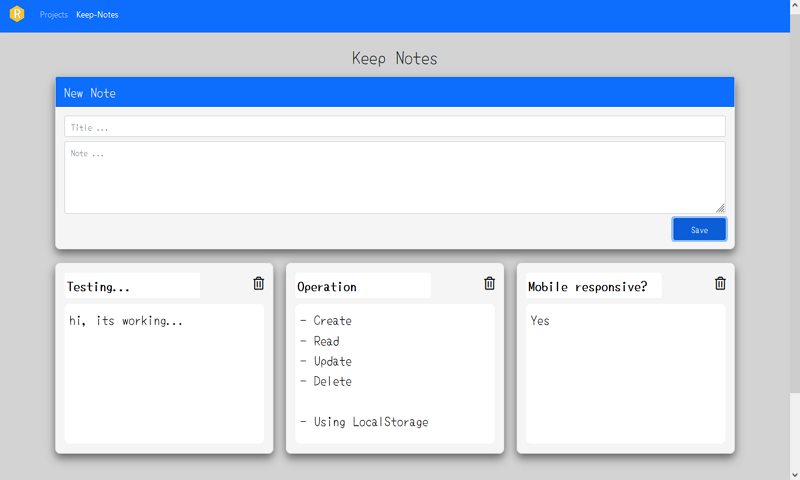 R
Projects
Keep-Notes
Keep Notes
New Note
Title ...
Note ...
Save
Testing...
hi, its working...
Operation
- Create
- Read
- Update
- Delete
- Using LocalStorage
Mobile responsive?
Yes